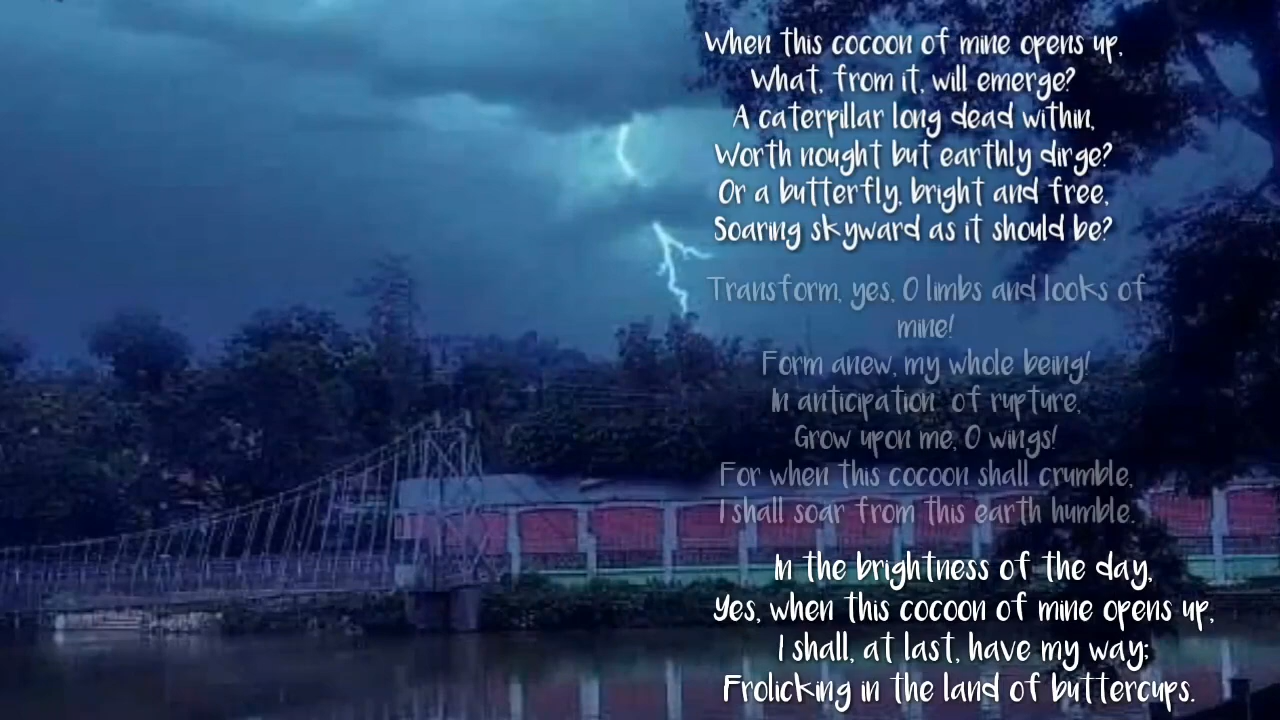 When this cocoon of mine opens up,
What, from it, will emerge?
A caterpillar long dead within,
Worth nought but earthly dirge?
Or a butterfly, bright and free,
Soaring skyward as it should be?
Transform, yes, O limbs and looks of
mine!
Form anew, my whole being!
In anticipation of rupture,
Grow upon me, O wings!
For when this cocoon shall crumble,
I shall soar from this earth humble.
In the brightness of the day,
Yes, when this cocoon of mine opens up,
I shall, at last, have my way;
Frolicking in the land of buttercups.